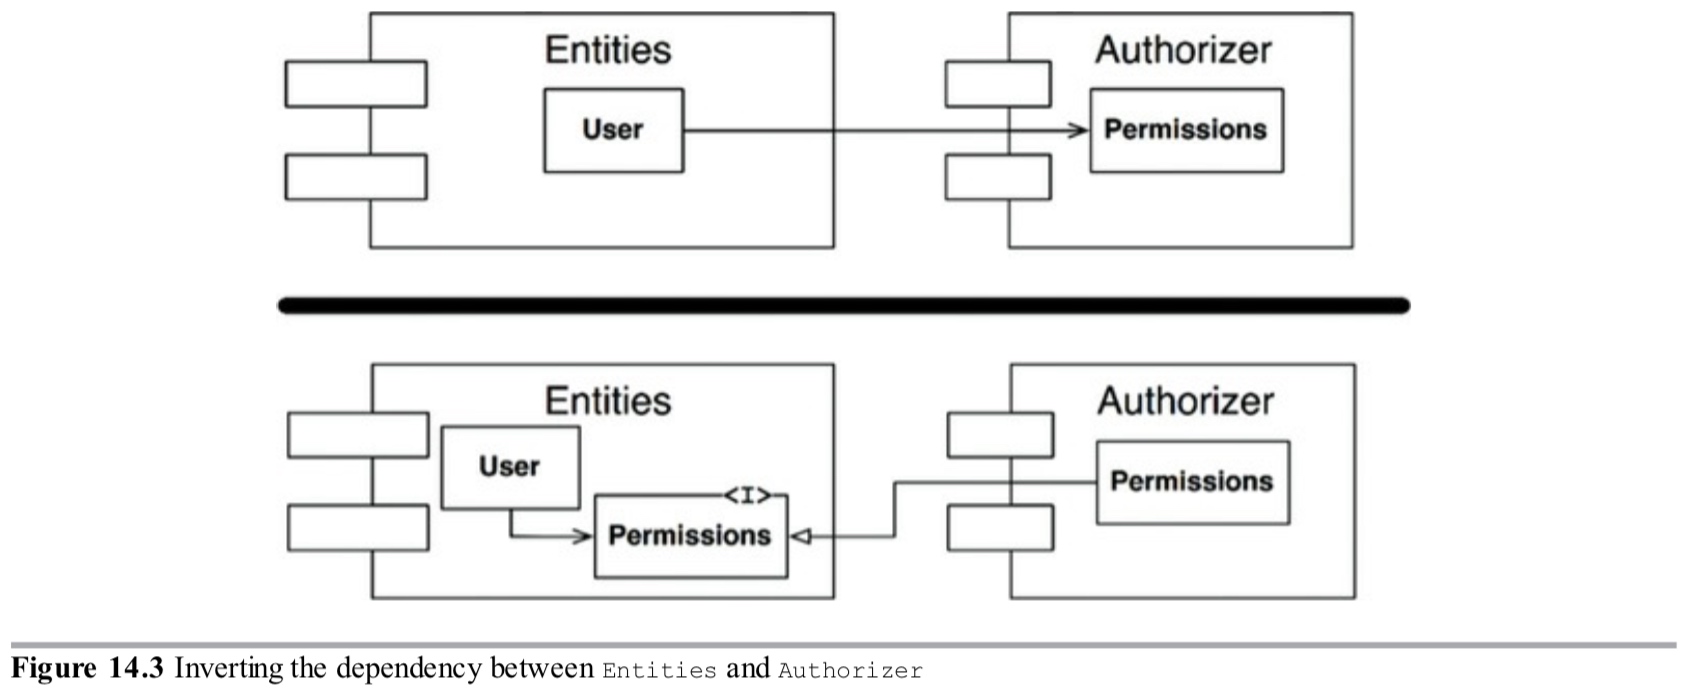 Entities
Authorizer
User
Permissions
Entities
Authorizer
User
Permissions
<I>
Permissions
Figure 14.3 Inverting the dependency between Entities and Authorizer